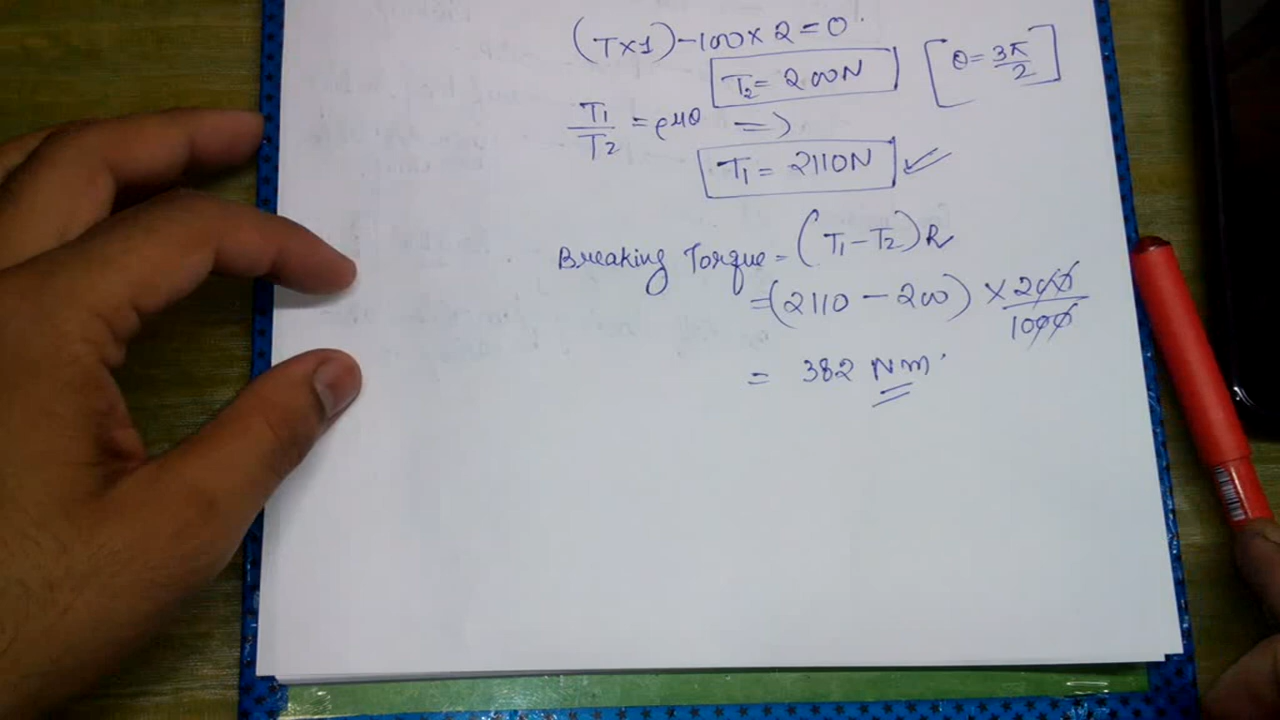 (T×1)-100×2=0
T₂=200N [θ=3π/2]
T₁/T₂ = eμθ =>
T₁= 2110N
Breaking Torque=(T₁-T₂)R
=(2110-200) ×200/1000
= 382 Nm